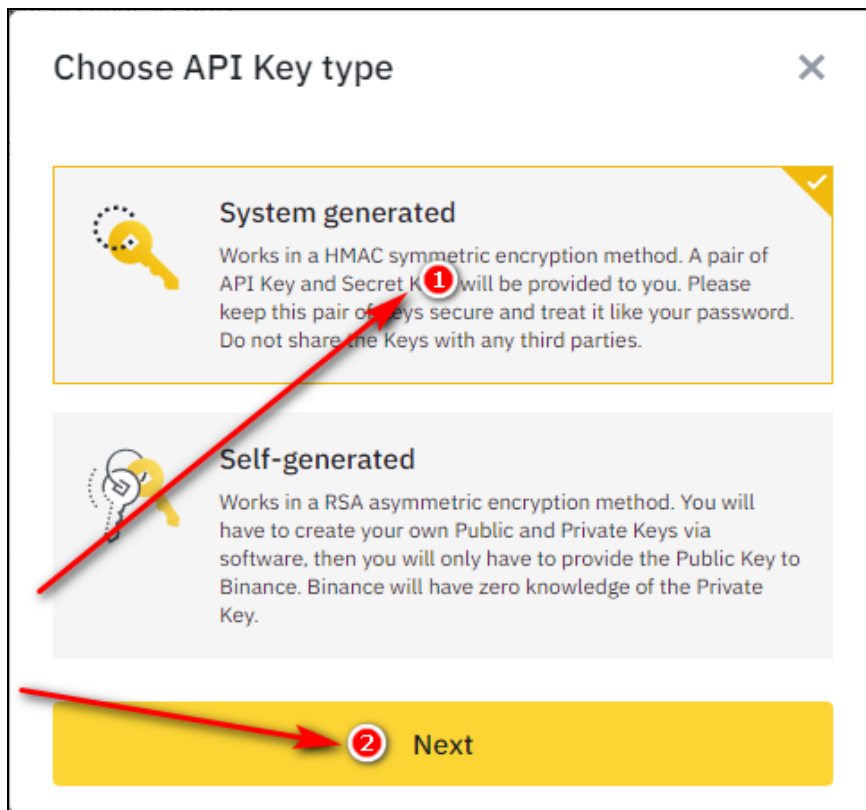 Choose API Key type
System generated
Works in a HMAC symmetric encryption method. A pair of
API Key and Secret K will be provided to you. Please
keep this pair of keys secure and treat it like your password.
Do not share the Keys with any third parties.
1
Self-generated
Works in a RSA asymmetric encryption method. You will
have to create your own Public and Private Keys via
software, then you will only have to provide the Public Key to
Binance. Binance will have zero knowledge of the Private
Key.
2 Next